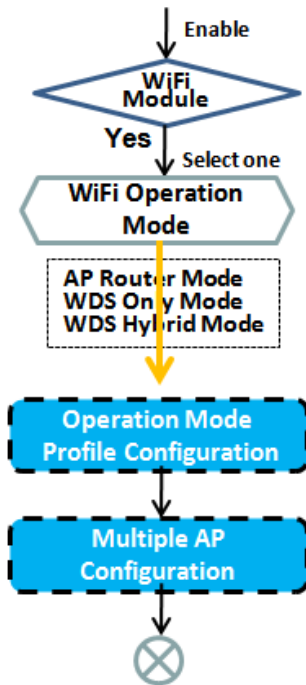 Enable
WiFi
Module
Yes
Select one
WiFi Operation
Mode
AP Router Mode
WDS Only Mode
WDS Hybrid Mode
Operation Mode
Profile Configuration
Multiple AP
Configuration